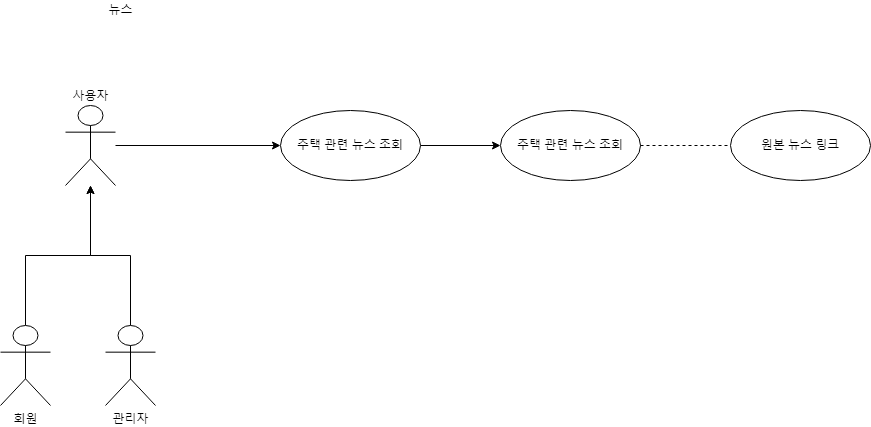 뉴스
사용자
주택 관련 뉴스 조회
주택 관련 뉴스 조회
원본 뉴스 링크
회원
관리자